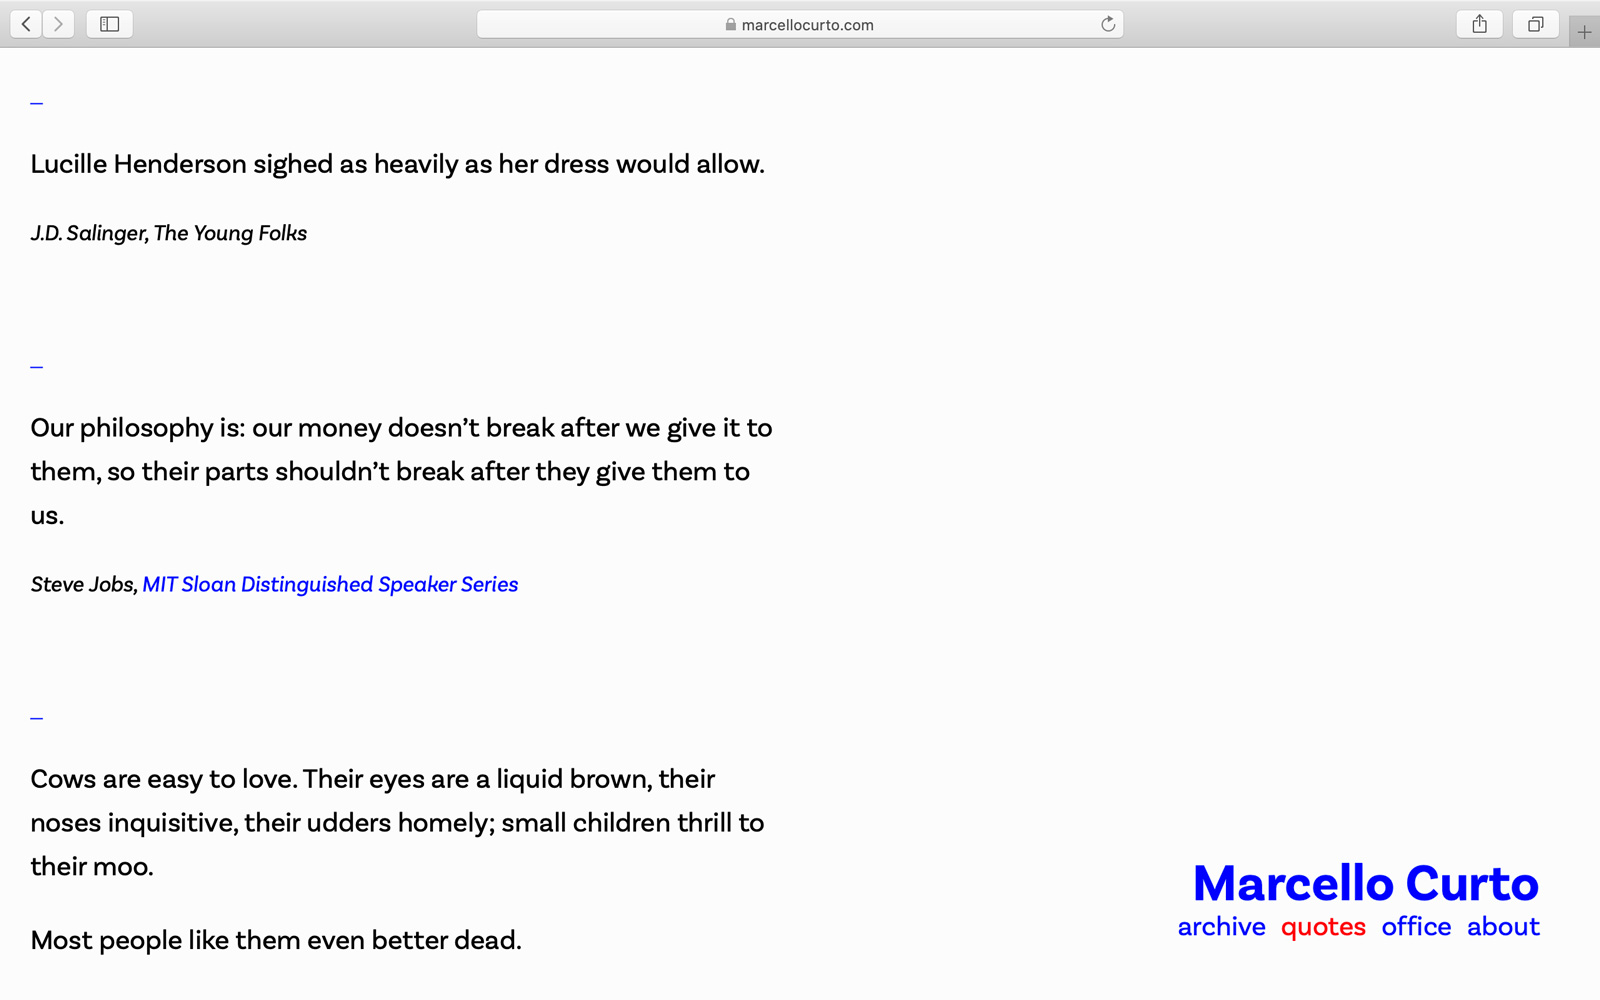 marcellocurto.com
–
Lucille Henderson sighed as heavily as her dress would allow.
J.D. Salinger, The Young Folks
–
Our philosophy is: our money doesn’t break after we give it to
them, so their parts shouldn’t break after they give them to
us.
Steve Jobs, MIT Sloan Distinguished Speaker Series
–
Cows are easy to love. Their eyes are a liquid brown, their
noses inquisitive, their udders homely; small children thrill to
their moo.
Most people like them even better dead.
Marcello Curto
archive quotes office about